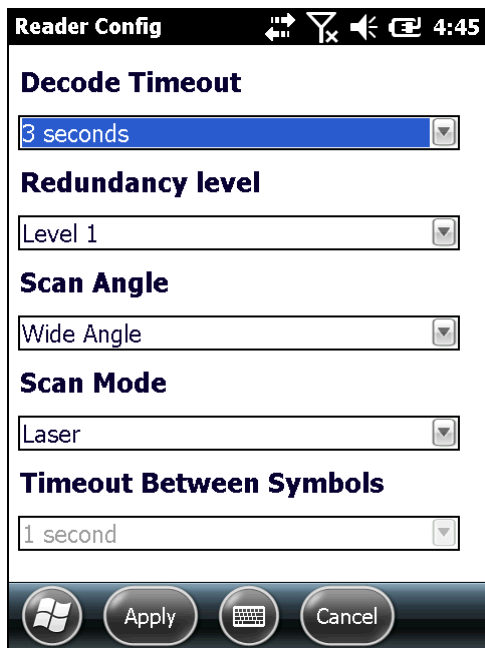 Reader Config 4:45
Decode Timeout
3 seconds
Redundancy level
Level 1
Scan Angle
Wide Angle
Scan Mode
Laser
Timeout Between Symbols
1 second
Apply Cancel